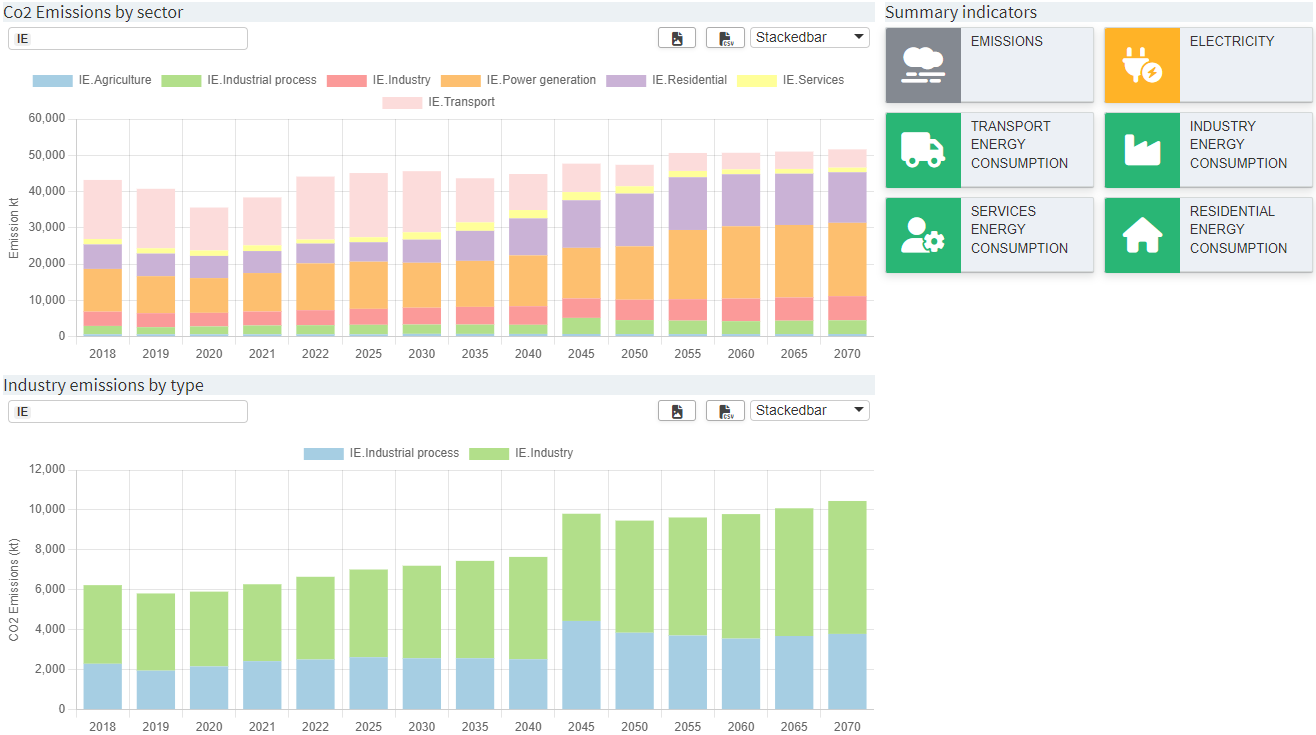 Co2 Emissions by sector
IE
CSV
Stackedbar
IE.Agriculture IE.Industrial process IE.Industry IE.Power generation IE.Residential IE.Services
IE.Transport
Emission kt
60,000
50,000
40,000
30,000
20,000
10,000
0
2018 2019 2020 2021 2022 2025 2030 2035 2040 2045 2050 2055 2060 2065 2070
Industry emissions by type
IE
CSV
Stackedbar
IE.Industrial process IE.Industry
CO2 Emissions (kt)
12,000
10,000
8,000
6,000
4,000
2,000
0
2018 2019 2020 2021 2022 2025 2030 2035 2040 2045 2050 2055 2060 2065 2070
Summary indicators
EMISSIONS
ELECTRICITY
TRANSPORT
ENERGY
CONSUMPTION
INDUSTRY
ENERGY
CONSUMPTION
SERVICES
ENERGY
CONSUMPTION
RESIDENTIAL
ENERGY
CONSUMPTION